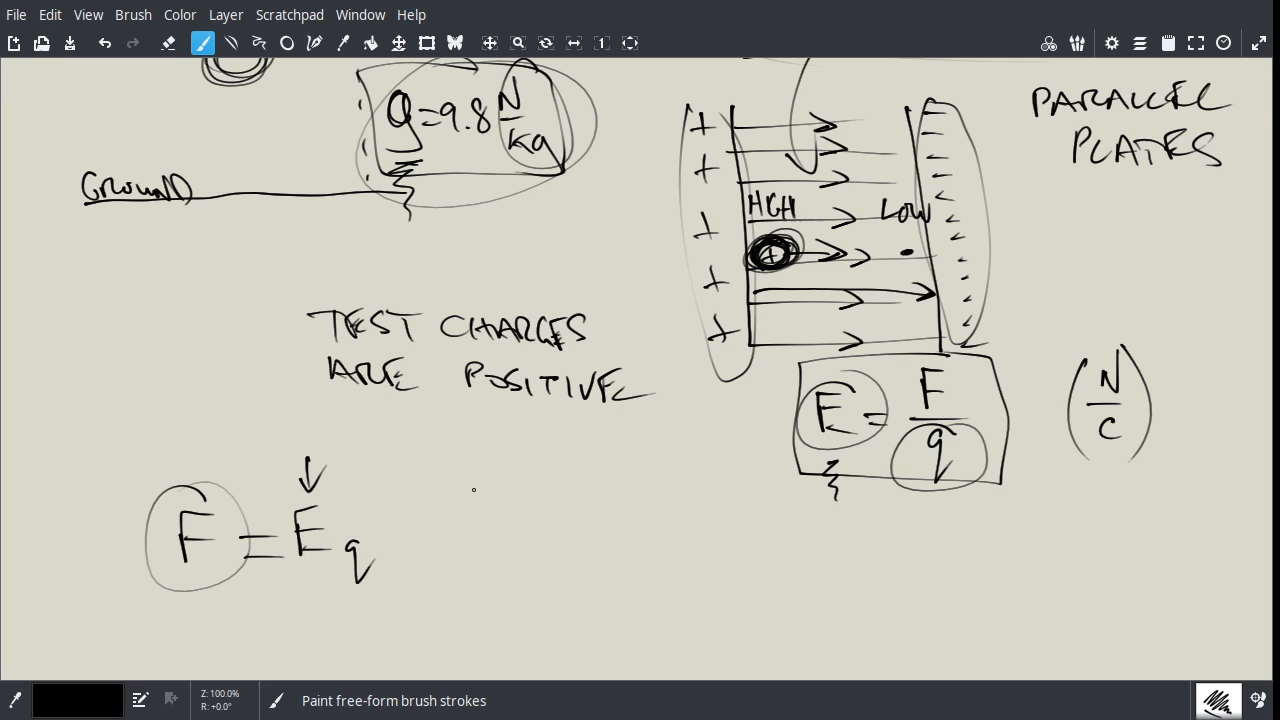 File Edit View Brush Color Layer Scratchpad Window Help
1
g=9.8 N/kg
GROUND
PARALLEL
PLATES
+ - 
+ -
HIGH LOW
+ -
+
+ -
+ -
TEST CHARGES
ARE POSITIVE
E = F/q
(N/C)
F = Eq
Z: 100.0%
R: +0.0°
Paint free-form brush strokes